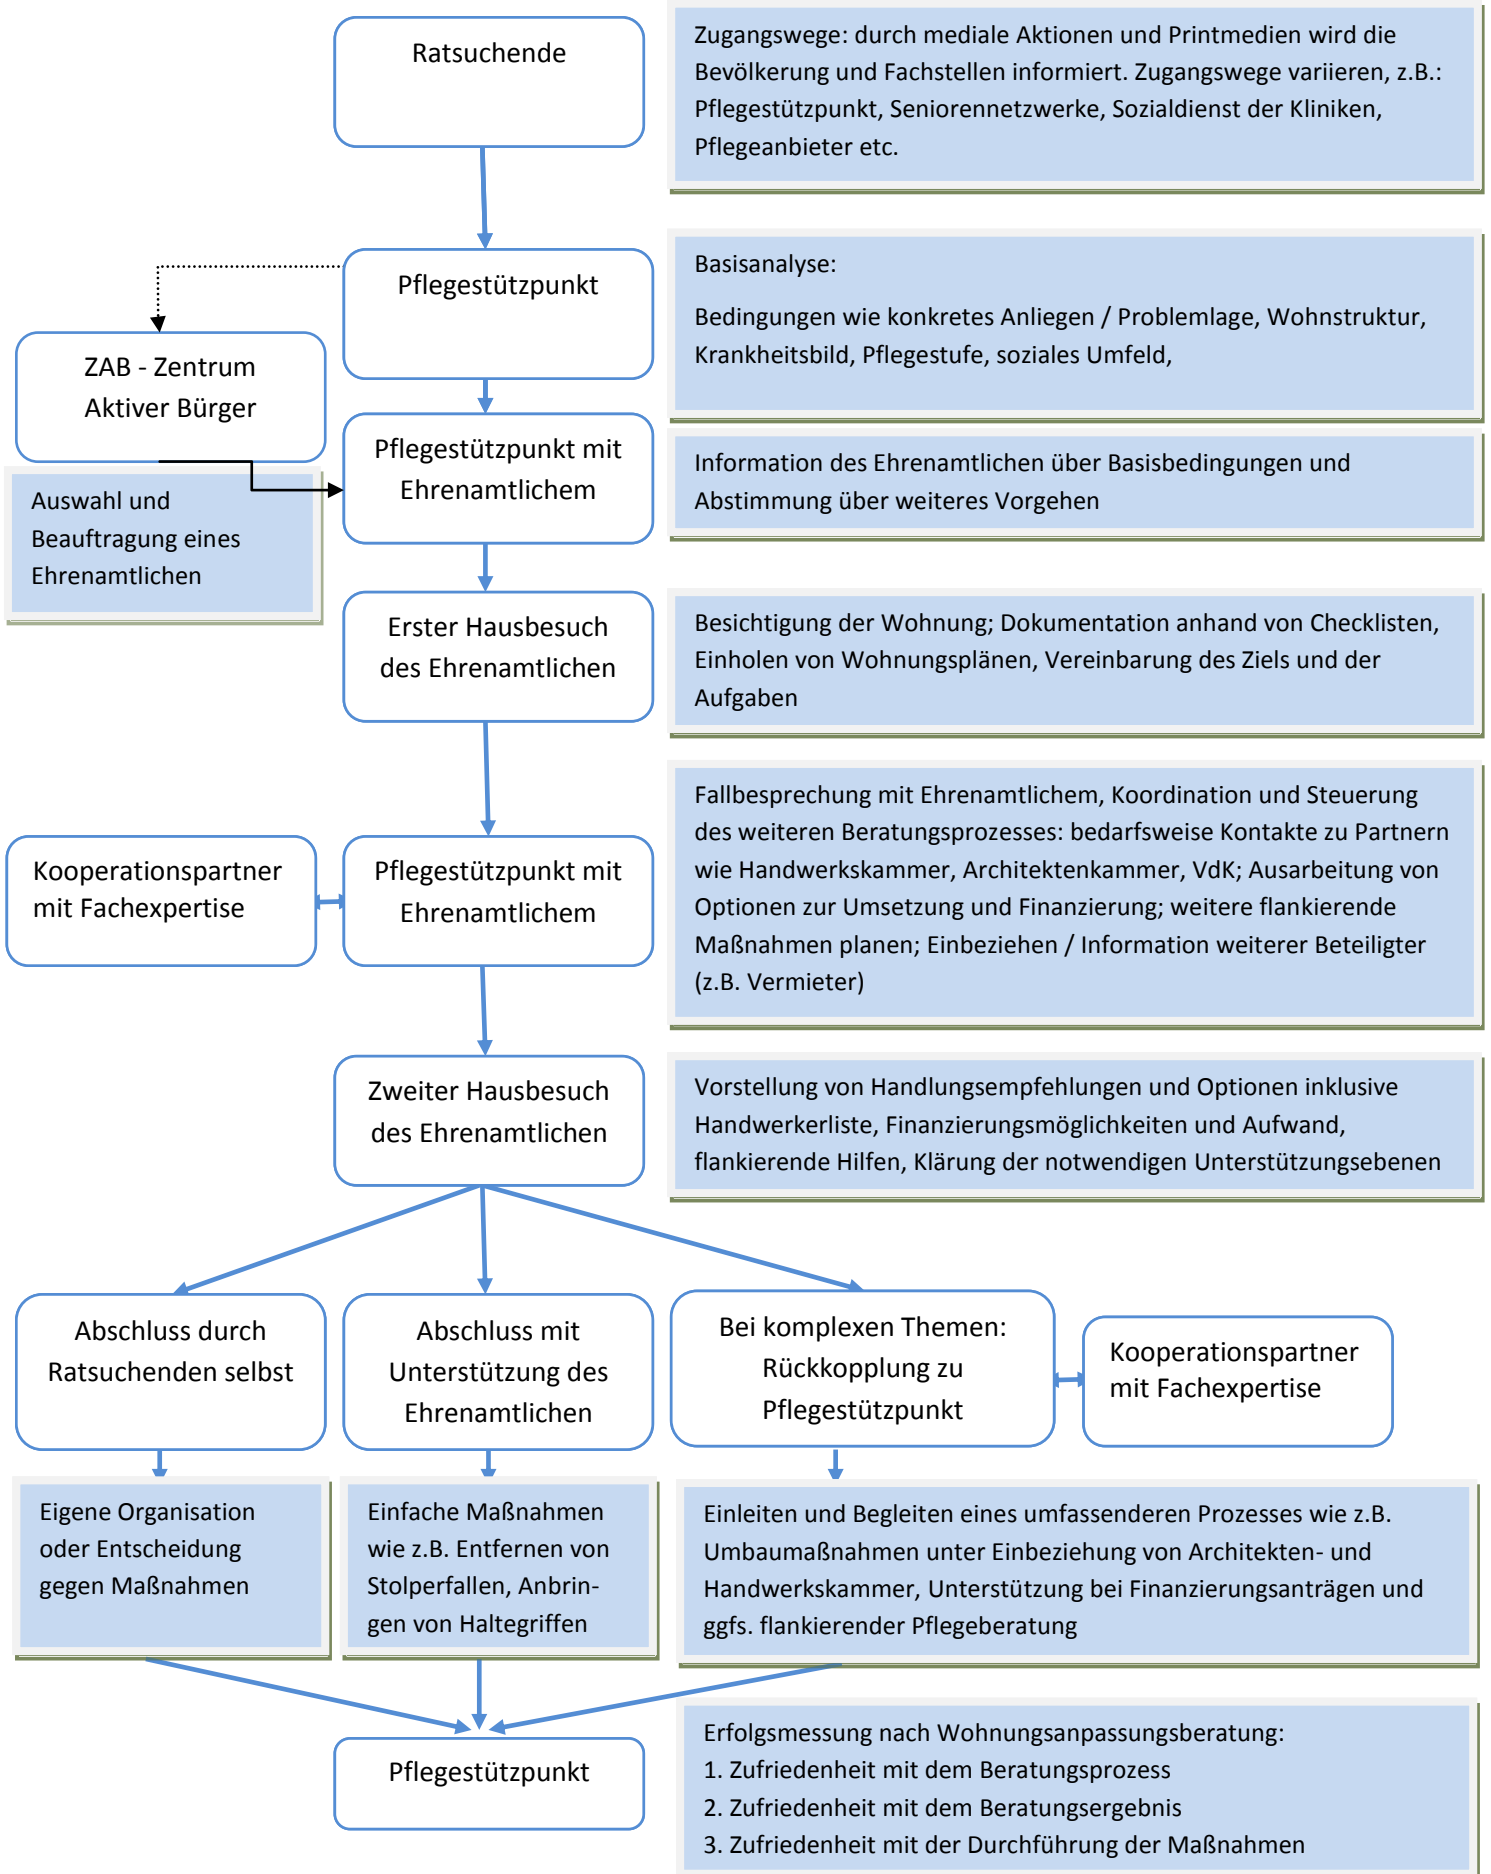 Ratsuchende
Zugangswege: durch mediale Aktionen und Printmedien wird die
Bevölkerung und Fachstellen informiert. Zugangswege variieren, z.B.:
Pflegestützpunkt, Seniorennetzwerke, Sozialdienst der Kliniken,
Pflegeanbieter etc.
Pflegestützpunkt
Basisanalyse:
Bedingungen wie konkretes Anliegen / Problemlage, Wohnstruktur,
Krankheitsbild, Pflegestufe, soziales Umfeld,
ZAB - Zentrum
Aktiver Bürger
Auswahl und
Beauftragung eines
Ehrenamtlichen
Pflegestützpunkt mit
Ehrenamtlichem
Information des Ehrenamtlichen über Basisbedingungen und
Abstimmung über weiteres Vorgehen
Erster Hausbesuch
des Ehrenamtlichen
Besichtigung der Wohnung; Dokumentation anhand von Checklisten,
Einholen von Wohnungsplänen, Vereinbarung des Ziels und der
Aufgaben
Kooperationspartner
mit Fachexpertise
Pflegestützpunkt mit
Ehrenamtlichem
Fallbesprechung mit Ehrenamtlichem, Koordination und Steuerung
des weiteren Beratungsprozesses: bedarfsweise Kontakte zu Partnern
wie Handwerkskammer, Architektenkammer, VdK; Ausarbeitung von
Optionen zur Umsetzung und Finanzierung; weitere flankierende
Maßnahmen planen; Einbeziehen / Information weiterer Beteiligter
(z.B. Vermieter)
Zweiter Hausbesuch
des Ehrenamtlichen
Vorstellung von Handlungsempfehlungen und Optionen inklusive
Handwerkerliste, Finanzierungsmöglichkeiten und Aufwand,
flankierende Hilfen, Klärung der notwendigen Unterstützungsebenen
Abschluss durch
Ratsuchenden selbst
Abschluss mit
Unterstützung des
Ehrenamtlichen
Bei komplexen Themen:
Rückkopplung zu
Pflegestützpunkt
Kooperationspartner
mit Fachexpertise
Eigene Organisation
oder Entscheidung
gegen Maßnahmen
Einfache Maßnahmen
wie z.B. Entfernen von
Stolperfallen, Anbrin-
gen von Haltegriffen
Einleiten und Begleiten eines umfassenderen Prozesses wie z.B.
Umbaumaßnahmen unter Einbeziehung von Architekten- und
Handwerkskammer, Unterstützung bei Finanzierungsanträgen und
ggfs. flankierender Pflegeberatung
Pflegestützpunkt
Erfolgsmessung nach Wohnungsanpassungsberatung:
1. Zufriedenheit mit dem Beratungsprozess
2. Zufriedenheit mit dem Beratungsergebnis
3. Zufriedenheit mit der Durchführung der Maßnahmen